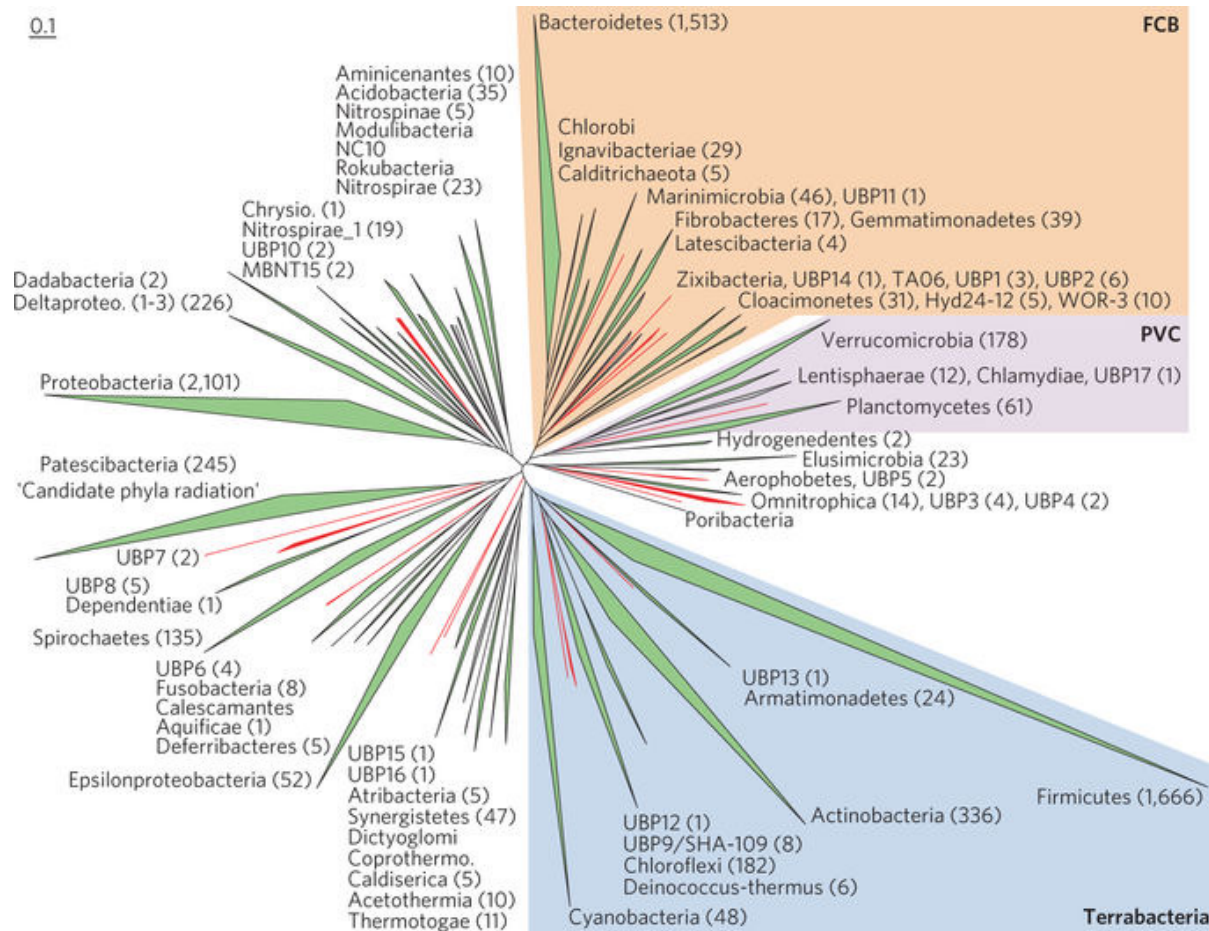 0.1
Bacteroidetes (1,513)
FCB
Aminicenantes (10)
Acidobacteria (35)
Nitrospinae (5)
Modulibacteria
NC10
Rokubacteria
Nitrospirae (23)
Chlorobi
Ignavibacteriae (29)
Calditrichaeota (5)
Marinimicrobia (46), UBP11 (1)
Fibrobacteres (17), Gemmatimonadetes (39)
Latescibacteria (4)
Zixibacteria, UBP14 (1), TA06, UBP1 (3), UBP2 (6)
Cloacimonetes (31), Hyd24-12 (5), WOR-3 (10)
Chrysio. (1)
Nitrospirae_1 (19)
UBP10 (2)
MBNT15 (2)
Dadabacteria (2)
Deltaproteo. (1-3) (226)
Proteobacteria (2,101)
PVC
Verrucomicrobia (178)
Lentisphaerae (12), Chlamydiae, UBP17 (1)
Planctomycetes (61)
Hydrogenedentes (2)
Elusimicrobia (23)
Aerophobetes, UBP5 (2)
Omnitrophica (14), UBP3 (4), UBP4 (2)
Poribacteria
Patescibacteria (245)
'Candidate phyla radiation'
UBP7 (2)
UBP8 (5)
Dependentiae (1)
Spirochaetes (135)
UBP6 (4)
Fusobacteria (8)
Calescamantes
Aquificae (1)
Deferribacteres (5)
Epsilonproteobacteria (52)
UBP15 (1)
UBP16 (1)
Atribacteria (5)
Synergistetes (47)
Dictyoglomi
Coprothermo.
Caldiserica (5)
Acetothermia (10)
Thermotogae (11)
UBP13 (1)
Armatimonadetes (24)
Firmicutes (1,666)
Actinobacteria (336)
UBP12 (1)
UBP9/SHA-109 (8)
Chloroflexi (182)
Deinococcus-thermus (6)
Cyanobacteria (48)
Terrabacteria